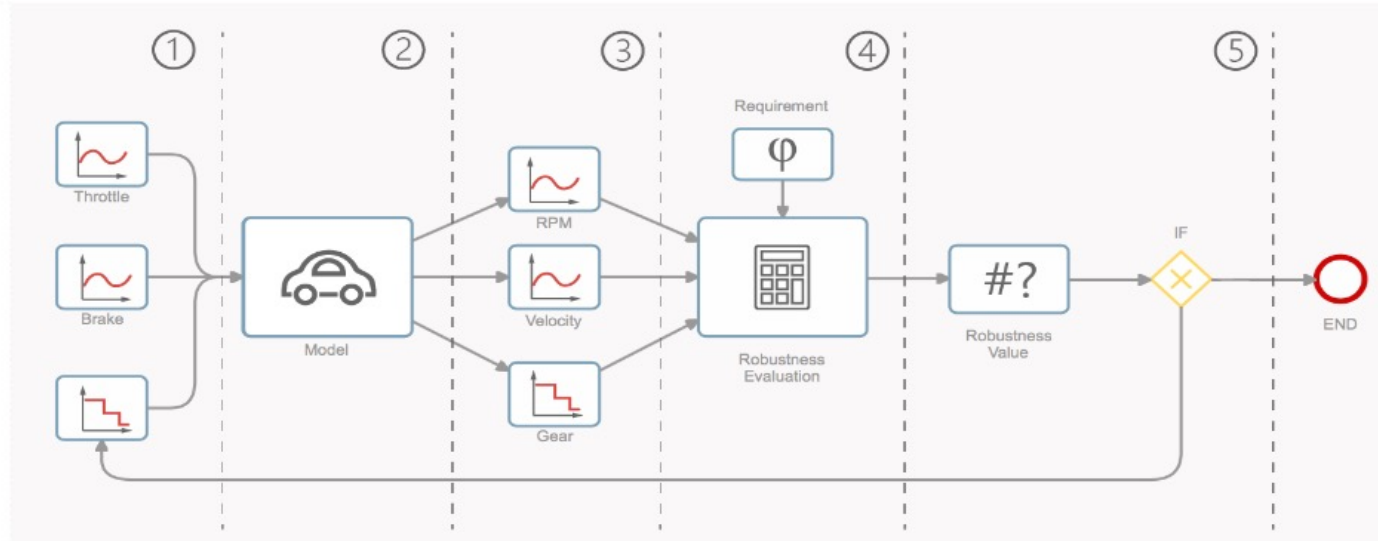 ①
②
③
④
⑤
Throttle
Brake
Model
RPM
Velocity
Gear
Requirement
φ
Robustness
Evaluation
#?
Robustness
Value
IF
END